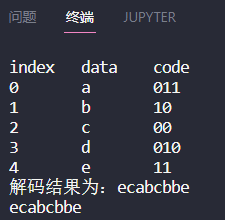 问题 终端 JUPYTER
index data code
0 a 011
1 b 10
2 c 00
3 d 010
4 e 11
解码结果为：ecabcbbe
ecabcbbe